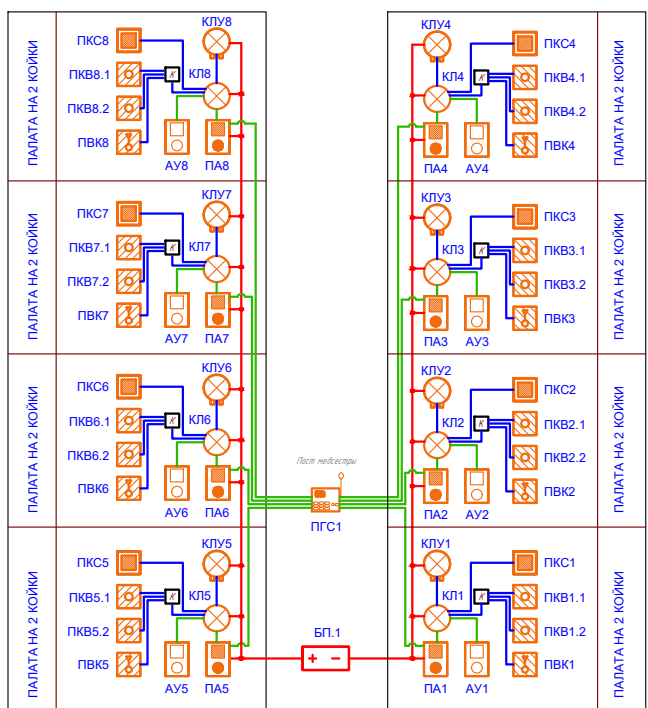 ПАЛАТА НА 2 КОЙКИ
ПКС8
КЛУ8
ПКВ8.1
К
КЛ8
ПКВ8.2
ПВК8
АУ8
ПА8
ПАЛАТА НА 2 КОЙКИ
ПКС7
КЛУ7
ПКВ7.1
К
КЛ7
ПКВ7.2
ПВК7
АУ7
ПА7
ПАЛАТА НА 2 КОЙКИ
ПКС6
КЛУ6
ПКВ6.1
К
КЛ6
ПКВ6.2
ПВК6
АУ6
ПА6
ПАЛАТА НА 2 КОЙКИ
ПКС5
КЛУ5
ПКВ5.1
К
КЛ5
ПКВ5.2
ПВК5
АУ5
ПА5
Пост медсестры
ПГС1
БП.1
+ −
КЛУ4
ПКС4
КЛ4
К
ПКВ4.1
ПКВ4.2
ПВК4
ПА4
АУ4
ПАЛАТА НА 2 КОЙКИ
КЛУ3
ПКС3
КЛ3
К
ПКВ3.1
ПКВ3.2
ПВК3
ПА3
АУ3
ПАЛАТА НА 2 КОЙКИ
КЛУ2
ПКС2
КЛ2
К
ПКВ2.1
ПКВ2.2
ПВК2
ПА2
АУ2
ПАЛАТА НА 2 КОЙКИ
КЛУ1
ПКС1
КЛ1
К
ПКВ1.1
ПКВ1.2
ПВК1
ПА1
АУ1
ПАЛАТА НА 2 КОЙКИ